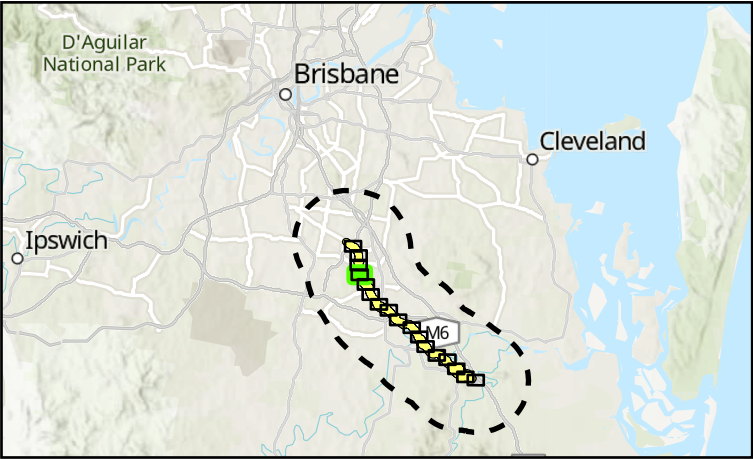 D'Aguilar
National Park
Brisbane
Cleveland
Ipswich
M6